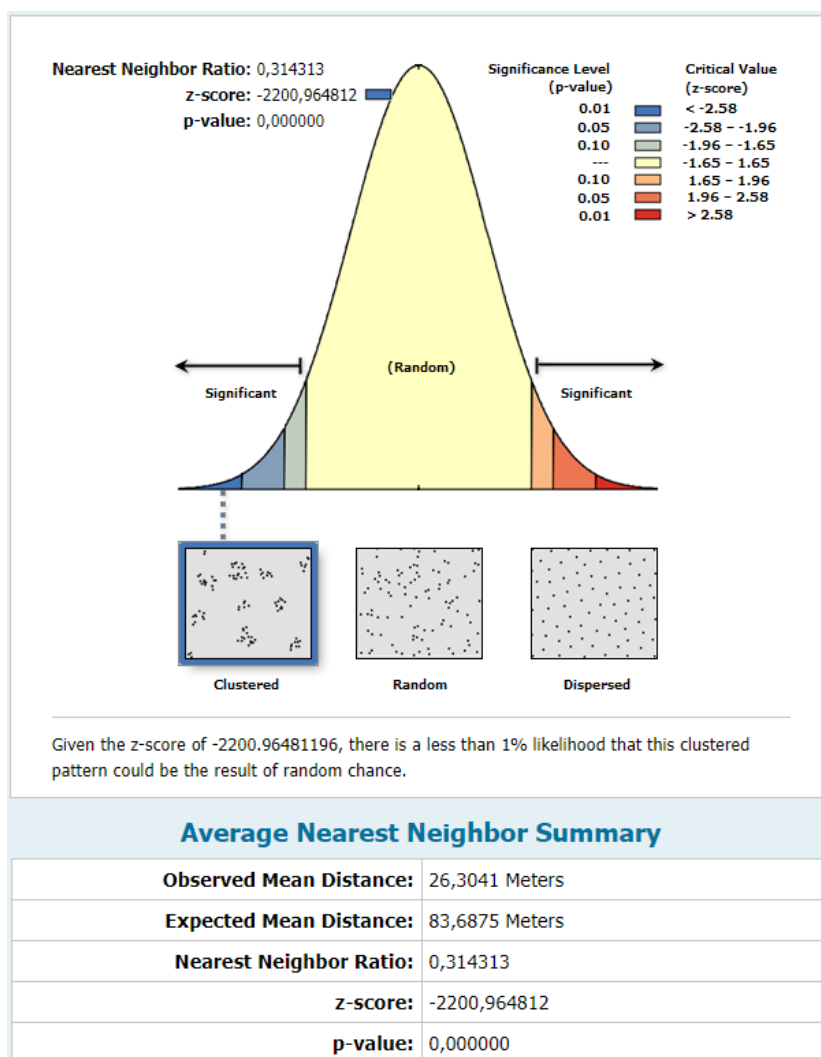 Nearest Neighbor Ratio: 0,314313
z-score: -2200,964812
p-value: 0,000000
Significance Level (p-value)
Critical Value (z-score)
0.01 < -2.58
0.05 -2.58 – -1.96
0.10 -1.96 – -1.65
--- -1.65 – 1.65
0.10 1.65 – 1.96
0.05 1.96 – 2.58
0.01 > 2.58
(Random)
Significant Significant
Clustered Random Dispersed
Given the z-score of -2200.96481196, there is a less than 1% likelihood that this clustered
pattern could be the result of random chance.
Average Nearest Neighbor Summary
Observed Mean Distance: 26,3041 Meters
Expected Mean Distance: 83,6875 Meters
Nearest Neighbor Ratio: 0,314313
z-score: -2200,964812
p-value: 0,000000